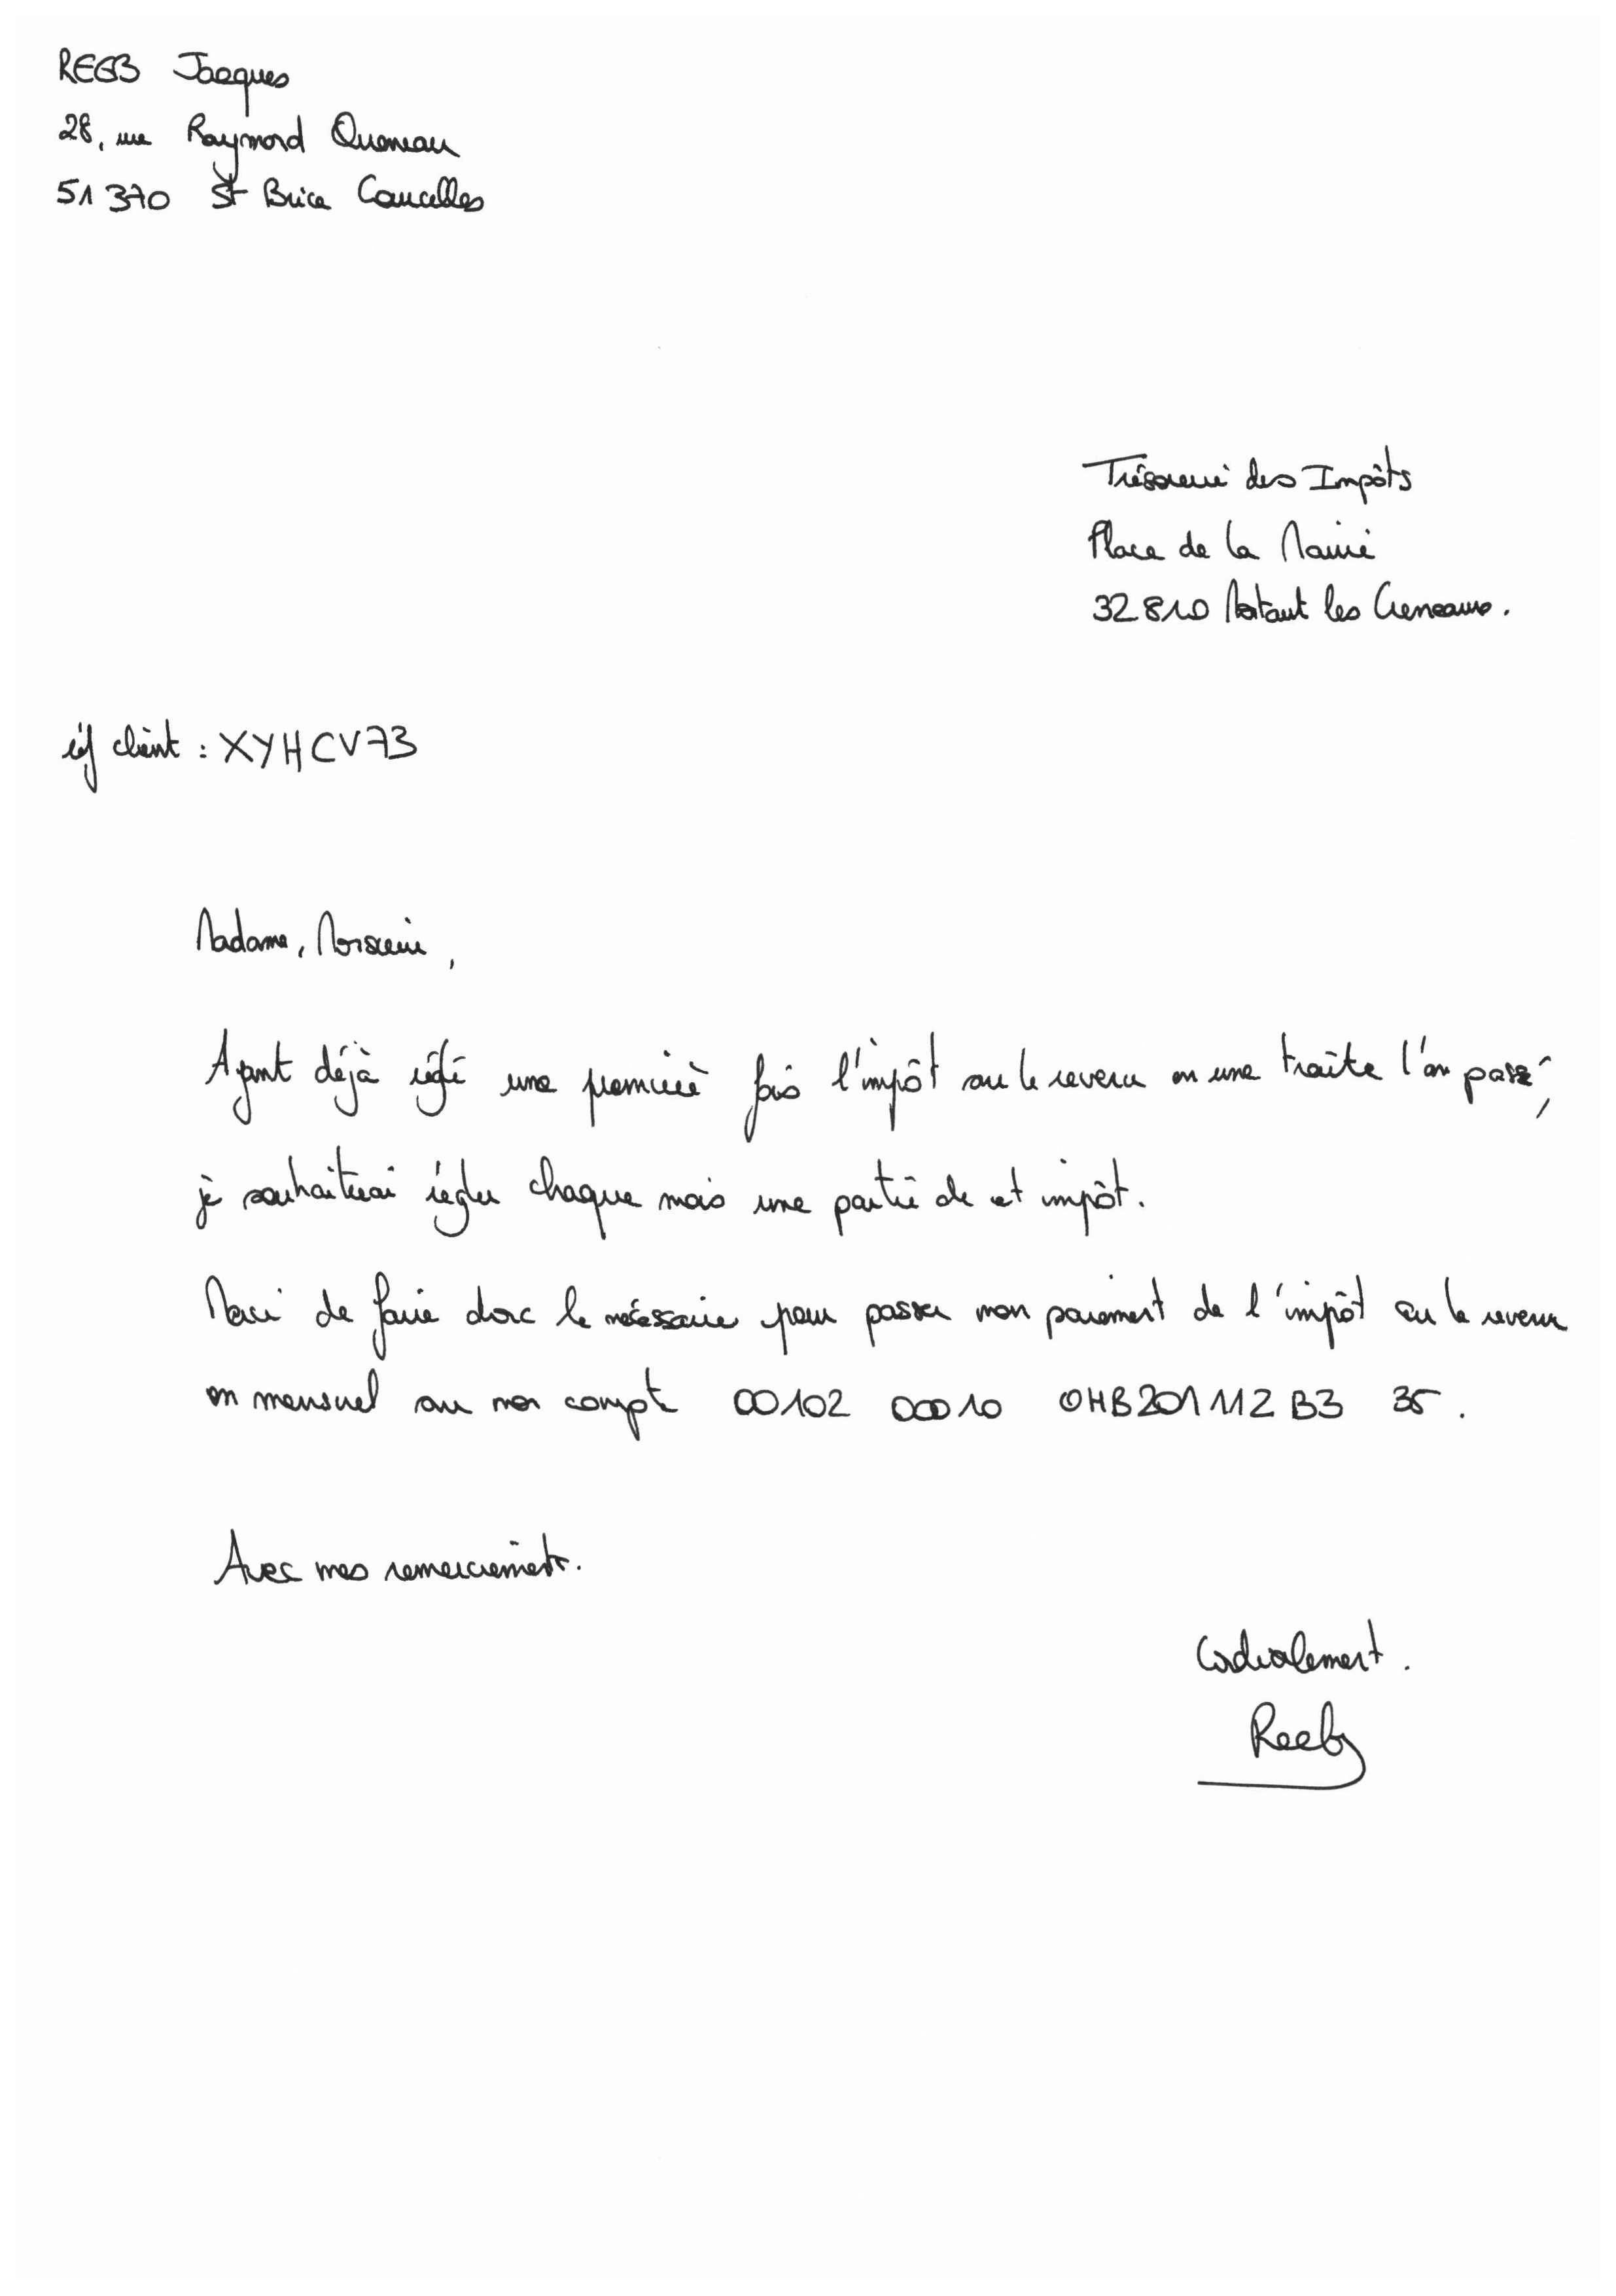 REEB Jacques
28, rue Raymond Queneau
51 370 St Brice Courcelles
Trésorerie des Impôts
Place de la Mairie
32 810 Montaut les Creneaux.
réf client : XYHCV73
Madame, Monsieur,
Ayant déjà réglé une première fois l'impôt sur le revenu en une traite l'an passé,
je souhaiterai régler chaque mois une partie de cet impôt.
Merci de faire donc le nécessaire pour passer mon paiement de l'impôt sur le revenu
en mensuel sur mon compte 00102 00010 0HB201112B3 35.
Avec mes remerciements.
Cordialement.
Reeb